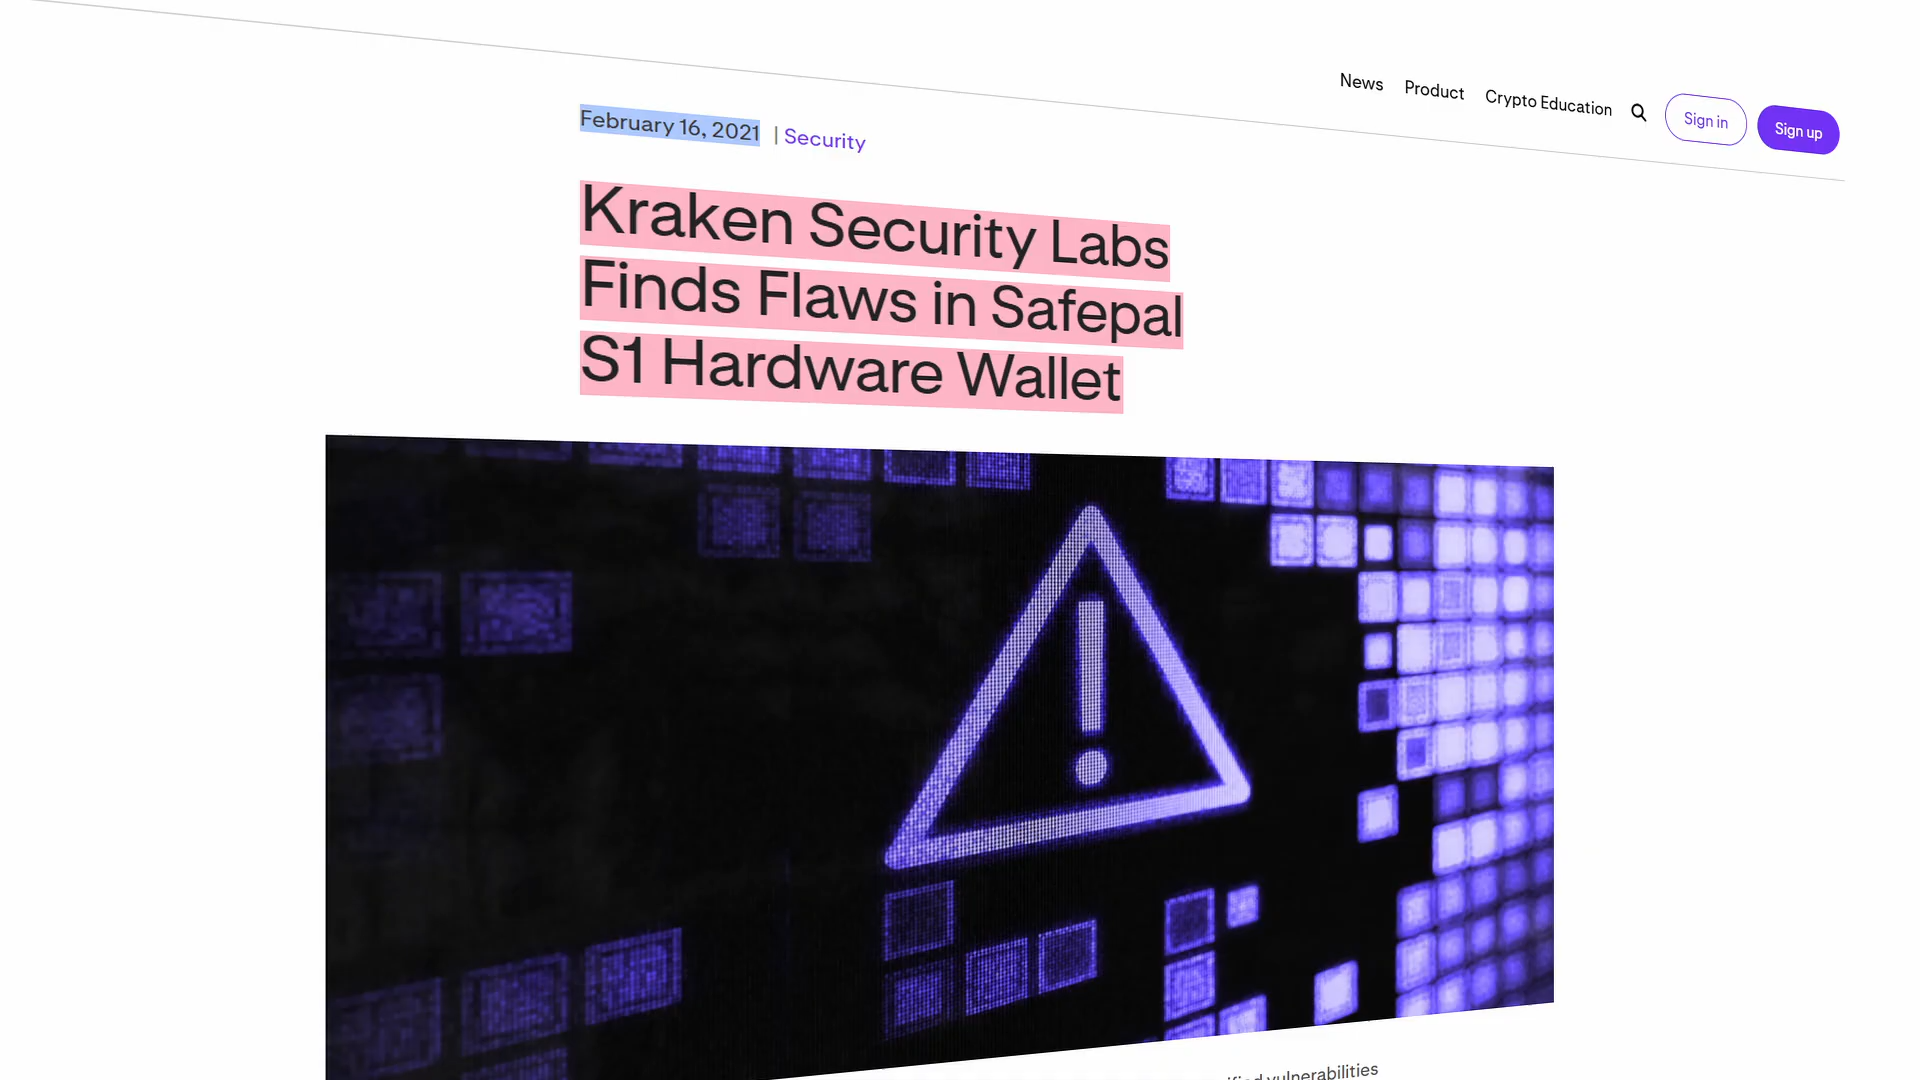 News Product Crypto Education Sign in Sign up
February 16, 2021 | Security
Kraken Security Labs
Finds Flaws in Safepal
S1 Hardware Wallet
vulnerabilities